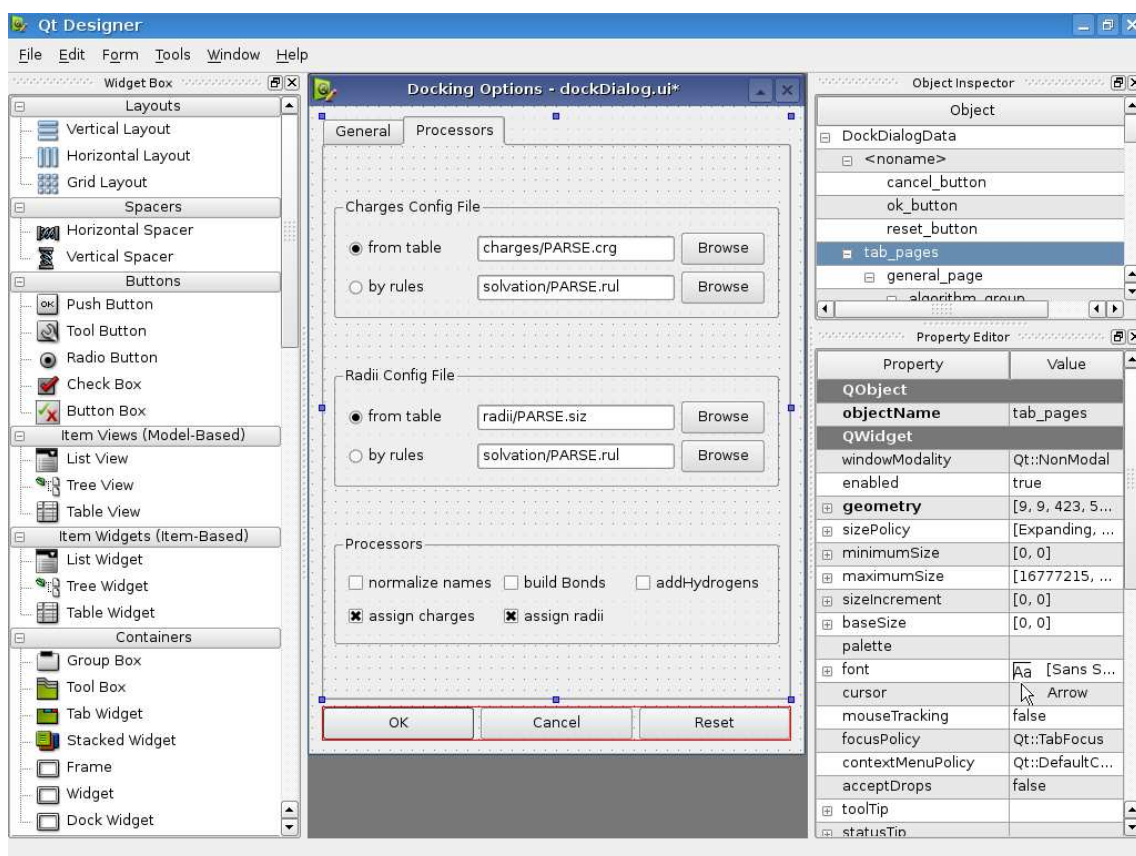 Qt Designer
File Edit Form Tools Window Help
Widget Box
Layouts
Vertical Layout
Horizontal Layout
Grid Layout
Spacers
Horizontal Spacer
Vertical Spacer
Buttons
OK Push Button
Tool Button
Radio Button
Check Box
Button Box
Item Views (Model-Based)
List View
Tree View
Table View
Item Widgets (Item-Based)
List Widget
Tree Widget
Table Widget
Containers
Group Box
Tool Box
Tab Widget
Stacked Widget
Frame
Widget
Dock Widget
Docking Options - dockDialog.ui*
General Processors
Charges Config File
from table charges/PARSE.crg Browse
by rules solvation/PARSE.rul Browse
Radii Config File
from table radii/PARSE.siz Browse
by rules solvation/PARSE.rul Browse
Processors
normalize names build Bonds addHydrogens
assign charges assign radii
OK Cancel Reset
Object Inspector
Object
DockDialogData
<noname>
cancel_button
ok_button
reset_button
tab_pages
general_page
algorithm_group
Property Editor
Property Value
QObject
objectName tab_pages
QWidget
windowModality Qt::NonModal
enabled true
geometry [9, 9, 423, 5...
sizePolicy [Expanding, ...
minimumSize [0, 0]
maximumSize [16777215, ...
sizeIncrement [0, 0]
baseSize [0, 0]
palette
font Aa [Sans S...
cursor Arrow
mouseTracking false
focusPolicy Qt::TabFocus
contextMenuPolicy Qt::DefaultC...
acceptDrops false
toolTip
statusTip